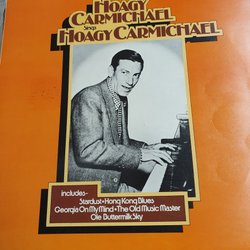 HOAGY
CARMICHAEL
Sings
HOAGY CARMICHAEL
includes:-
Stardust•Hong Kong Blues
Georgia On My Mind•The Old Music Master
Ole Buttermilk Sky